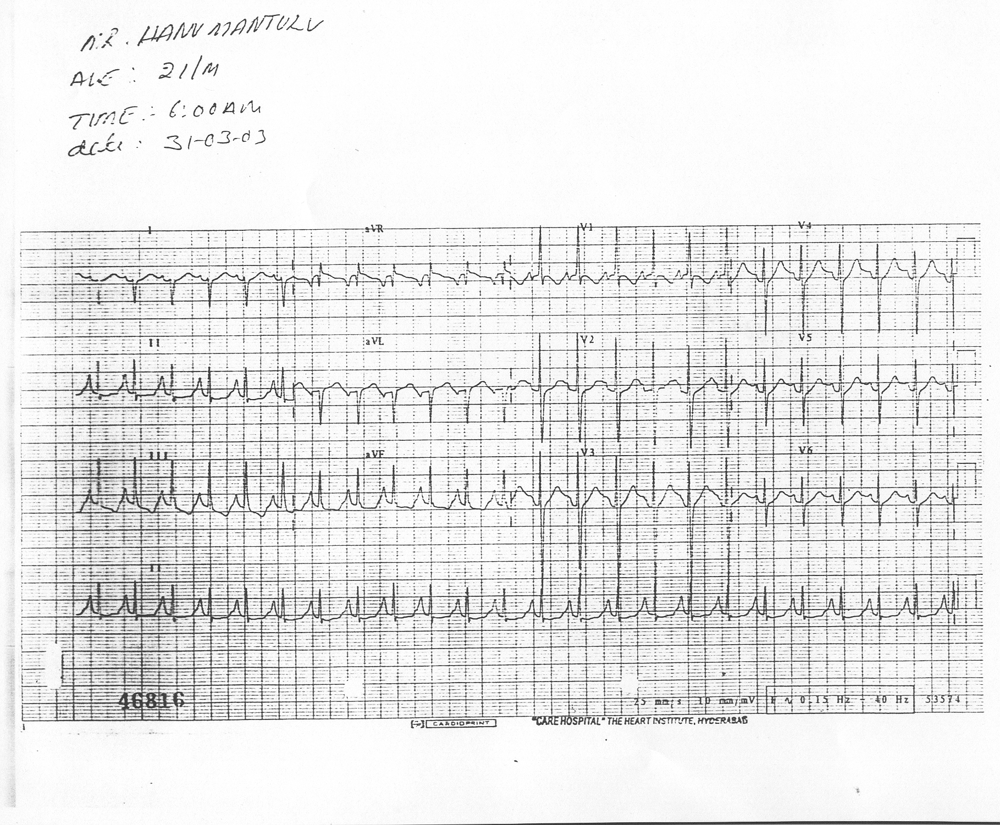 MR. HANUMANTULU
AGE : 21/M
TIME :- 6:00AM
date : 31-03-03
I aVR V1 V4
II aVL V2 V5
III aVF V3 V6
II
46816
25 mm/s 10 mm/mV F ∿ 0.15 Hz - 40 Hz 53574
CARDIOPRINT "CARE HOSPITAL" THE HEART INSTITUTE, HYDERABAD